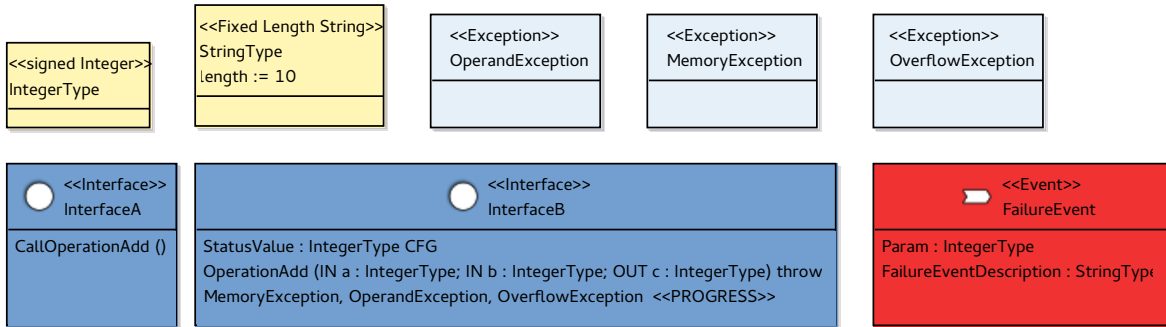 <<signed Integer>>
IntegerType
<<Fixed Length String>>
StringType
length := 10
<<Exception>>
OperandException
<<Exception>>
MemoryException
<<Exception>>
OverflowException
<<Interface>>
InterfaceA
CallOperationAdd ()
<<Interface>>
InterfaceB
StatusValue : IntegerType CFG
OperationAdd (IN a : IntegerType; IN b : IntegerType; OUT c : IntegerType) throw
MemoryException, OperandException, OverflowException <<PROGRESS>>
<<Event>>
FailureEvent
Param : IntegerType
FailureEventDescription : StringType